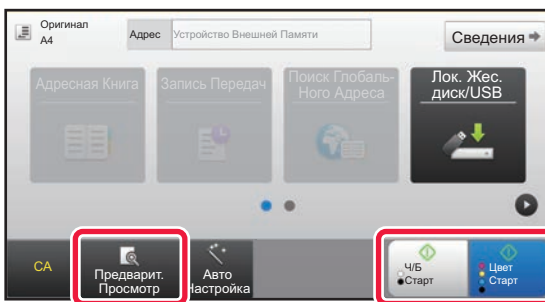 Оригинал
A4
Адрес
Устройство Внешней Памяти
Сведения
Адресная Книга
Запись Передач
Поиск Глобаль-
Ного Адреса
Лок. Жес.
диск/USB
CA
Предварит.
Просмотр
Авто
Настройка
Ч/Б
Старт
Цвет
Старт